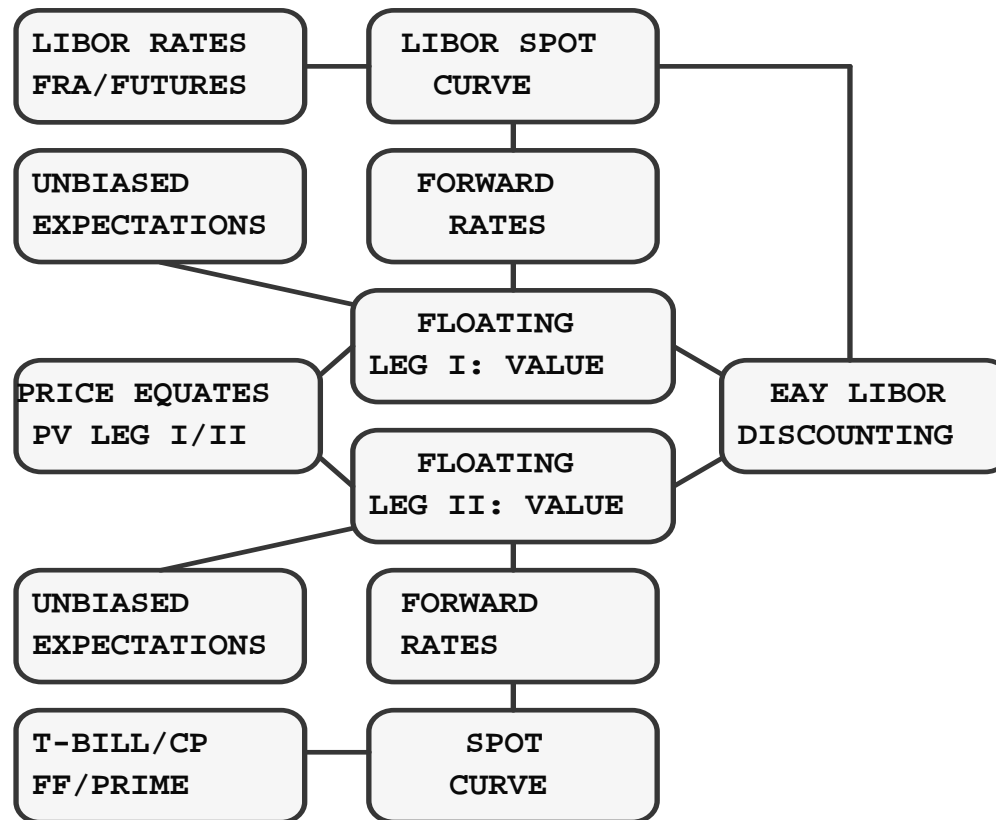 LIBOR RATES
FRA/FUTURES
LIBOR SPOT
CURVE
UNBIASED
EXPECTATIONS
FORWARD
RATES
FLOATING
LEG I: VALUE
PRICE EQUATES
PV LEG I/II
EAY LIBOR
DISCOUNTING
FLOATING
LEG II: VALUE
UNBIASED
EXPECTATIONS
FORWARD
RATES
T-BILL/CP
FF/PRIME
SPOT
CURVE